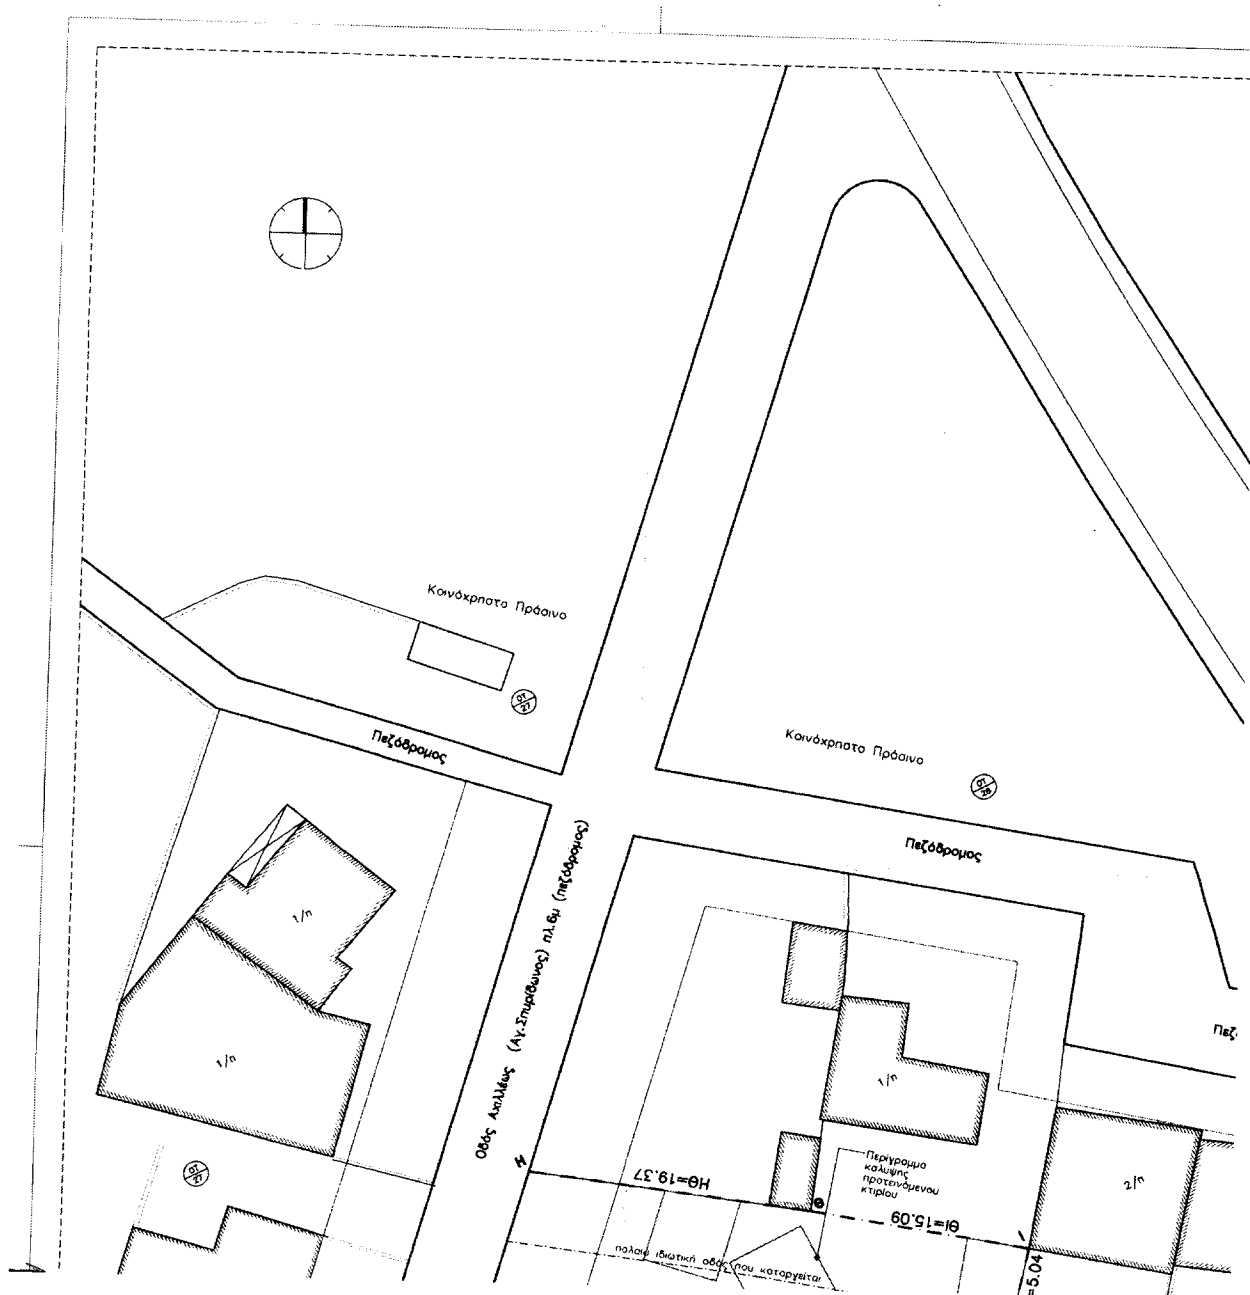 Κοινόχρηστο Πράσινο
ΟΤ
27
Πεζόδρομος
Κοινόχρηστο Πράσινο
ΟΤ
28
Πεζόδρομος
Οδός Αχιλλέως (Αγ.Σπυρίδωνος) πλ.6μ (πεζόδρομος)
1/π
1/π
1/π
2/π
Πεζ
ΟΤ
27
ΗΘ=19.37
Περίγραμμα
κάλυψης
προτεινόμενου
κτιρίου
Θ
ΘΙ=15.09
παλαιά ιδιωτική οδός που καταργείται
=5.04